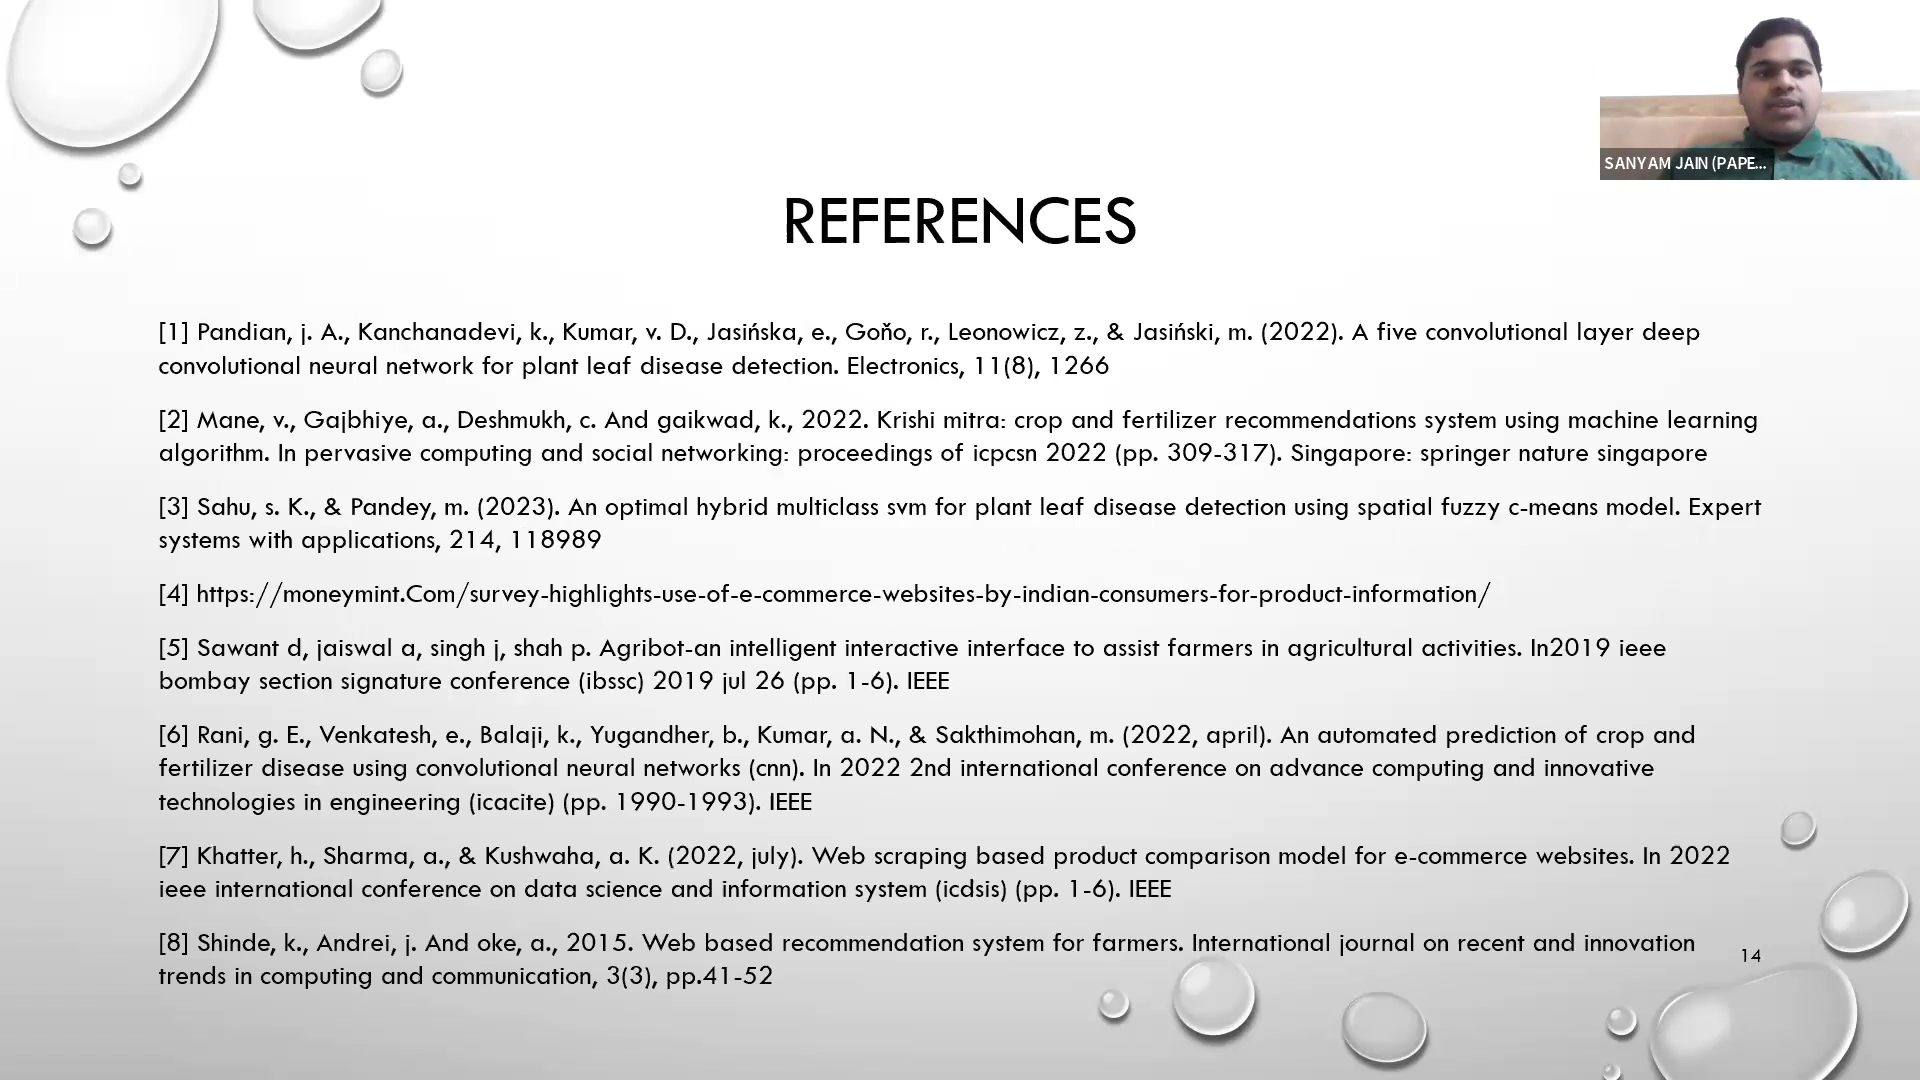 SANYAM JAIN (PAPE...
REFERENCES
[1] Pandian, j. A., Kanchanadevi, k., Kumar, v. D., Jasińska, e., Goňo, r., Leonowicz, z., & Jasiński, m. (2022). A five convolutional layer deep
convolutional neural network for plant leaf disease detection. Electronics, 11(8), 1266
[2] Mane, v., Gajbhiye, a., Deshmukh, c. And gaikwad, k., 2022. Krishi mitra: crop and fertilizer recommendations system using machine learning
algorithm. In pervasive computing and social networking: proceedings of icpcsn 2022 (pp. 309-317). Singapore: springer nature singapore
[3] Sahu, s. K., & Pandey, m. (2023). An optimal hybrid multiclass svm for plant leaf disease detection using spatial fuzzy c-means model. Expert
systems with applications, 214, 118989
[4] https://moneymint.Com/survey-highlights-use-of-e-commerce-websites-by-indian-consumers-for-product-information/
[5] Sawant d, jaiswal a, singh j, shah p. Agribot-an intelligent interactive interface to assist farmers in agricultural activities. In2019 ieee
bombay section signature conference (ibssc) 2019 jul 26 (pp. 1-6). IEEE
[6] Rani, g. E., Venkatesh, e., Balaji, k., Yugandher, b., Kumar, a. N., & Sakthimohan, m. (2022, april). An automated prediction of crop and
fertilizer disease using convolutional neural networks (cnn). In 2022 2nd international conference on advance computing and innovative
technologies in engineering (icacite) (pp. 1990-1993). IEEE
[7] Khatter, h., Sharma, a., & Kushwaha, a. K. (2022, july). Web scraping based product comparison model for e-commerce websites. In 2022
ieee international conference on data science and information system (icdsis) (pp. 1-6). IEEE
[8] Shinde, k., Andrei, j. And oke, a., 2015. Web based recommendation system for farmers. International journal on recent and innovation
trends in computing and communication, 3(3), pp.41-52
14